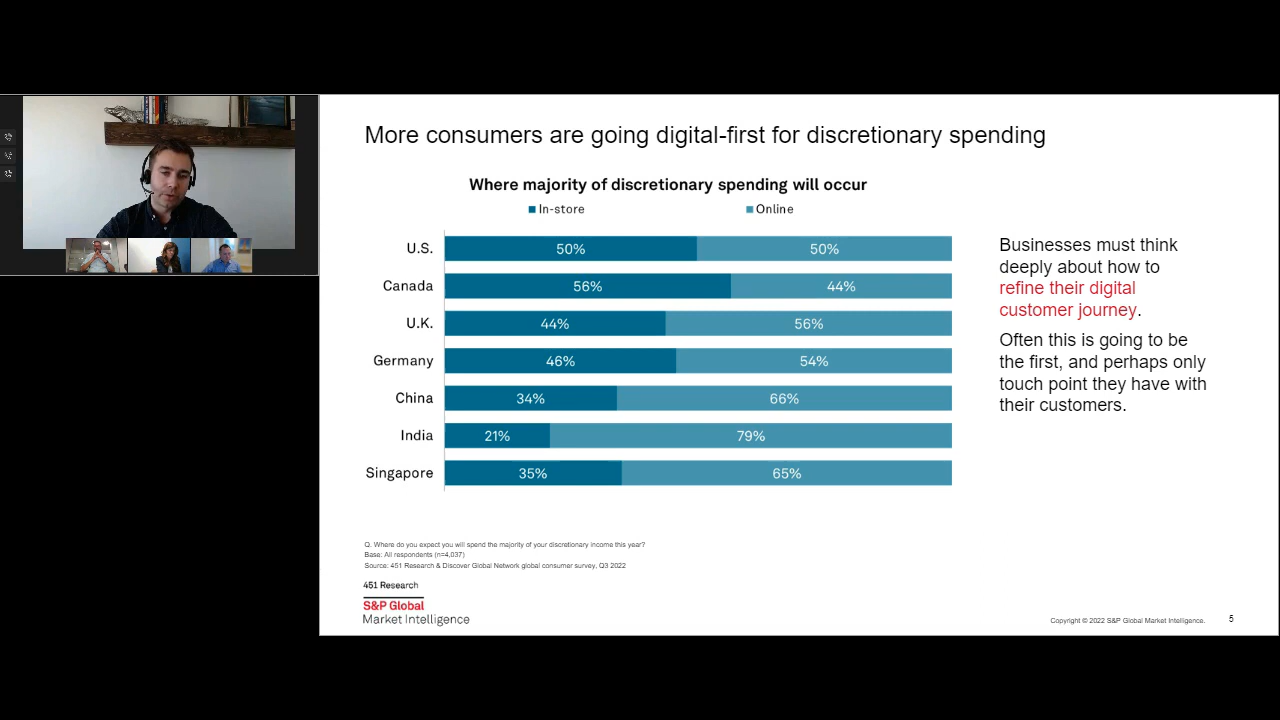 More consumers are going digital-first for discretionary spending
Where majority of discretionary spending will occur
In-store Online
U.S. 50% 50%
Canada 56% 44%
U.K. 44% 56%
Germany 46% 54%
China 34% 66%
India 21% 79%
Singapore 35% 65%
Businesses must think
deeply about how to
refine their digital
customer journey.
Often this is going to be
the first, and perhaps only
touch point they have with
their customers.
Q. Where do you expect you will spend the majority of your discretionary income this year?
Base: All respondents (n=4,037)
Source: 451 Research & Discover Global Network global consumer survey, Q3 2022
451 Research
S&P Global
Market Intelligence
Copyright © 2022 S&P Global Market Intelligence. 5